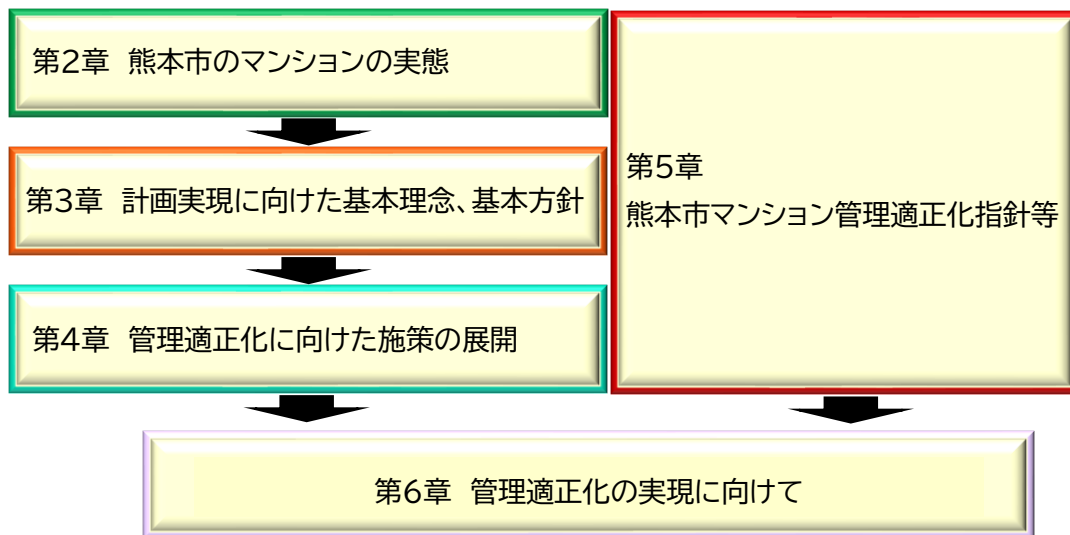 第2章 熊本市のマンションの実態
第3章 計画実現に向けた基本理念、基本方針
第4章 管理適正化に向けた施策の展開
第5章
熊本市マンション管理適正化指針等
第6章 管理適正化の実現に向けて